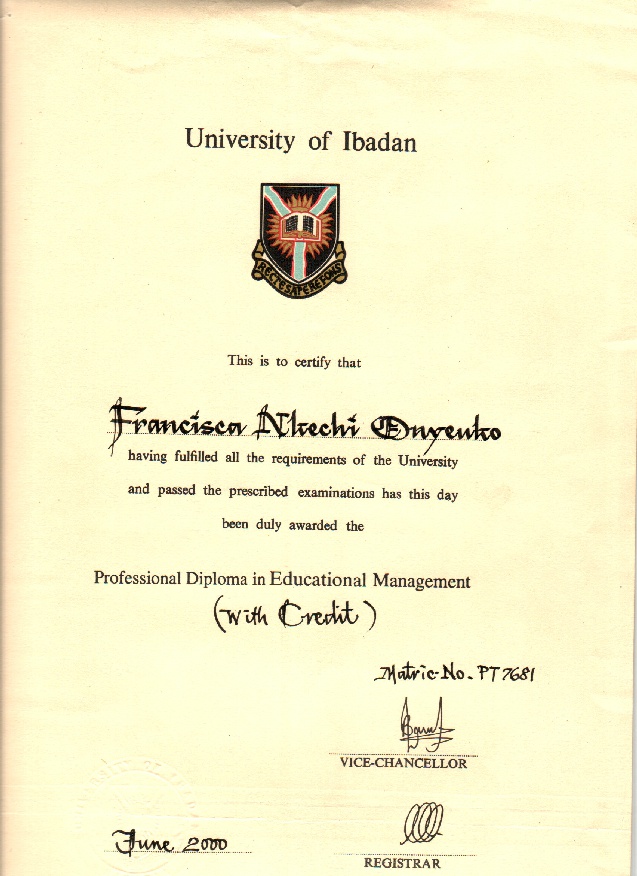 University of Ibadan
RECTE SAPERE FONS
This is to certify that
Francisca Nkechi Onyeuko
having fulfilled all the requirements of the University
and passed the prescribed examinations has this day
been duly awarded the
Professional Diploma in Educational Management
(With Credit)
Matric-No. PT7681
VICE-CHANCELLOR
June 2000
REGISTRAR